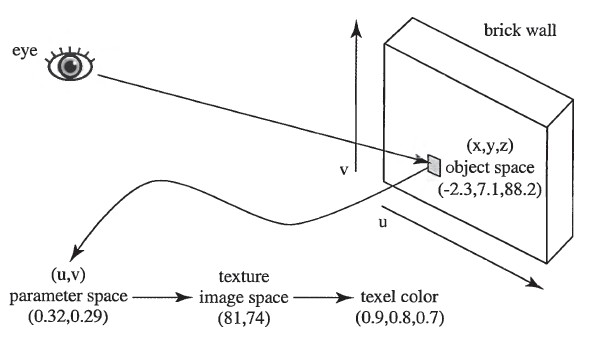 brick wall
eye
(x,y,z)
object space
(-2.3,7.1,88.2)
v
u
(u,v)
parameter space
(0.32,0.29)
texture
image space
(81,74)
texel color
(0.9,0.8,0.7)